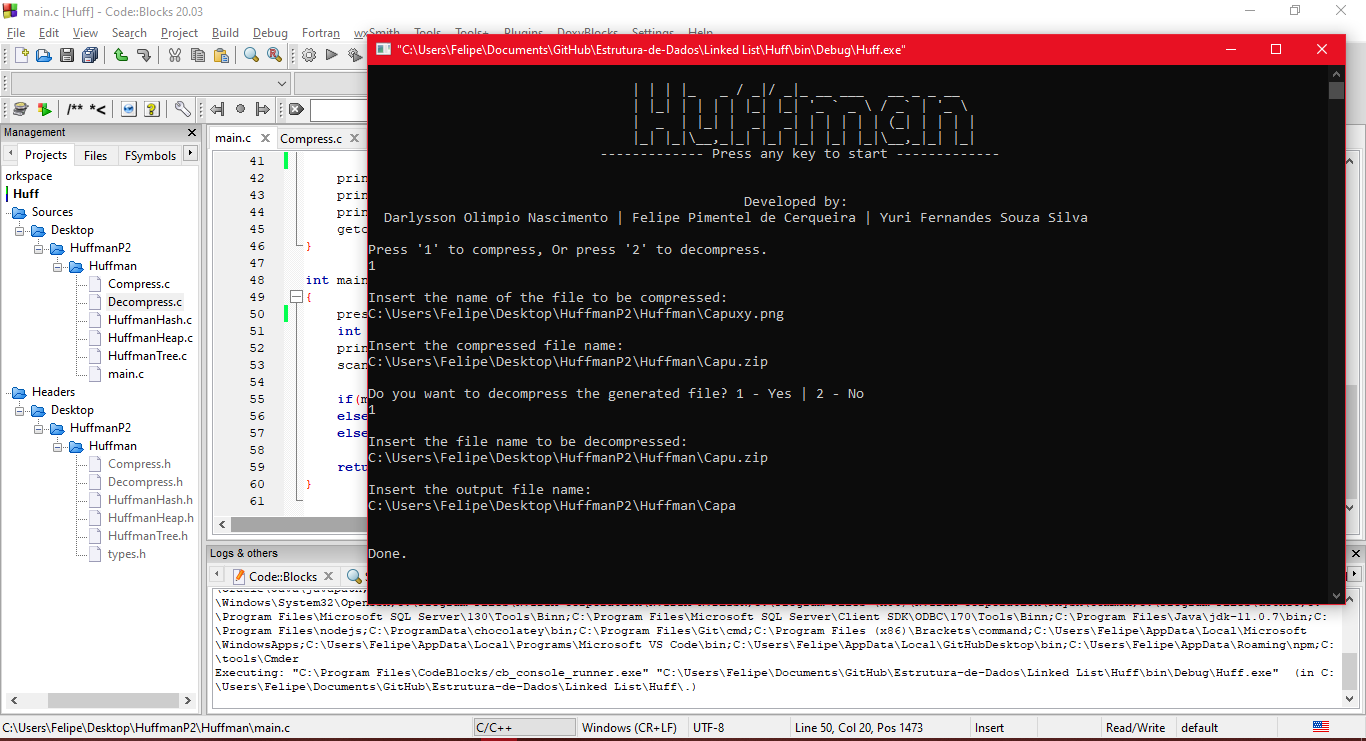 main.c [Huff] - Code::Blocks 20.03
File Edit View Search Project Build Debug Fortran wxSmith Tools Tools+ Plugins DoxyBlocks Settings Help
/** *<
Management
Projects Files FSymbols
orkspace
Huff
Sources
Desktop
HuffmanP2
Huffman
Compress.c
Decompress.c
HuffmanHash.c
HuffmanHeap.c
HuffmanTree.c
main.c
Headers
Desktop
HuffmanP2
Huffman
Compress.h
Decompress.h
HuffmanHash.h
HuffmanHeap.h
HuffmanTree.h
types.h
main.c Compress.c
41
42 prin
43 prin
44 prin
45 getc
46 }
47
48 int main
49 {
50 pres
51 int
52 prin
53 scan
54
55 if(m
56 else
57 else
58
59 retu
60 }
61
"C:\Users\Felipe\Documents\GitHub\Estrutura-de-Dados\Linked List\Huff\bin\Debug\Huff.exe"
Huffman
------------- Press any key to start -------------
Developed by:
Darlysson Olimpio Nascimento | Felipe Pimentel de Cerqueira | Yuri Fernandes Souza Silva
Press '1' to compress, Or press '2' to decompress.
1
Insert the name of the file to be compressed:
C:\Users\Felipe\Desktop\HuffmanP2\Huffman\Capuxy.png
Insert the compressed file name:
C:\Users\Felipe\Desktop\HuffmanP2\Huffman\Capu.zip
Do you want to decompress the generated file? 1 - Yes | 2 - No
1
Insert the file name to be decompressed:
C:\Users\Felipe\Desktop\HuffmanP2\Huffman\Capu.zip
Insert the output file name:
C:\Users\Felipe\Desktop\HuffmanP2\Huffman\Capa
Done.
Logs & others
Code::Blocks
\Program Files\Microsoft SQL Server\130\Tools\Binn;C:\Program Files\Microsoft SQL Server\Client SDK\ODBC\170\Tools\Binn;C:\Program Files\Java\jdk-11.0.7\bin;C:
\Program Files\nodejs;C:\ProgramData\chocolatey\bin;C:\Program Files\Git\cmd;C:\Program Files (x86)\Brackets\command;C:\Users\Felipe\AppData\Local\Microsoft
\WindowsApps;C:\Users\Felipe\AppData\Local\Programs\Microsoft VS Code\bin;C:\Users\Felipe\AppData\Local\GitHubDesktop\bin;C:\Users\Felipe\AppData\Roaming\npm;C:
\tools\Cmder
Executing: "C:\Program Files\CodeBlocks/cb_console_runner.exe" "C:\Users\Felipe\Documents\GitHub\Estrutura-de-Dados\Linked List\Huff\bin\Debug\Huff.exe" (in C:
\Users\Felipe\Documents\GitHub\Estrutura-de-Dados\Linked List\Huff\.)
C:\Users\Felipe\Desktop\HuffmanP2\Huffman\main.c C/C++ Windows (CR+LF) UTF-8 Line 50, Col 20, Pos 1473 Insert Read/Write default